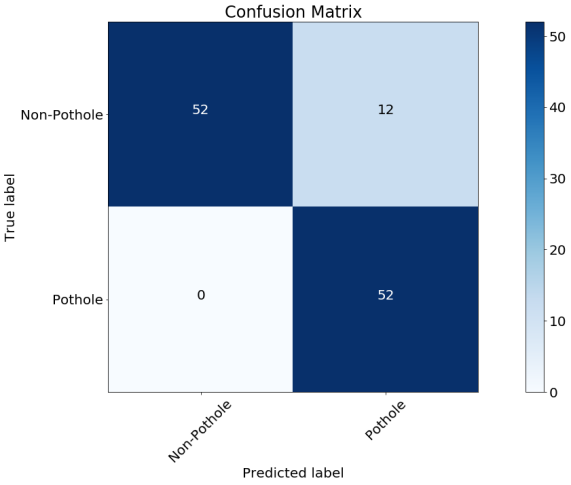 Confusion Matrix
Non-Pothole
52
12
Pothole
0
52
True label
Non-Pothole
Pothole
Predicted label
50
40
30
20
10
0